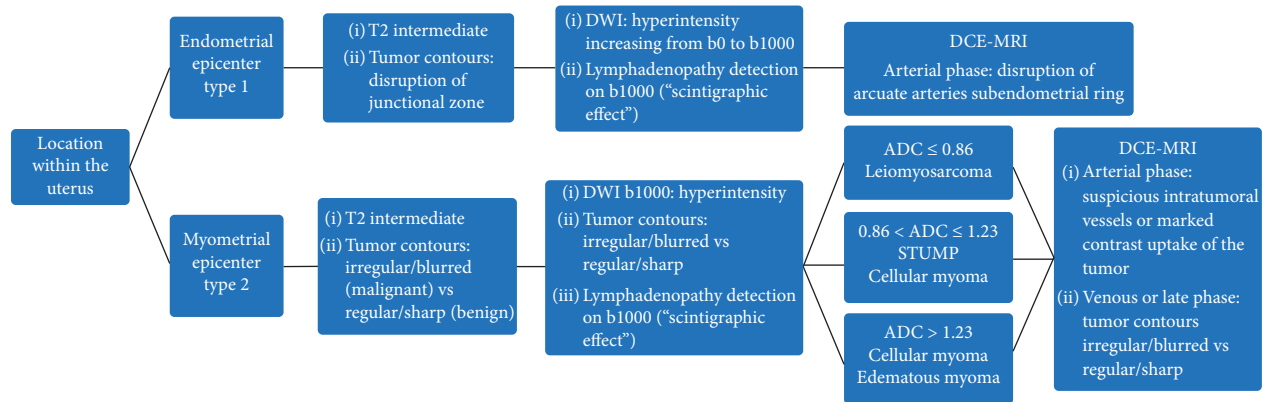 Location
within the
uterus
Endometrial
epicenter
type 1
(i) T2 intermediate
(ii) Tumor contours:
disruption of
junctional zone
(i) DWI: hyperintensity
increasing from b0 to b1000
(ii) Lymphadenopathy detection
on b1000 (“scintigraphic
effect”)
DCE-MRI
Arterial phase: disruption of
arcuate arteries subendometrial ring
Myometrial
epicenter
type 2
(i) T2 intermediate
(ii) Tumor contours:
irregular/blurred
(malignant) vs
regular/sharp (benign)
(i) DWI b1000: hyperintensity
(ii) Tumor contours:
irregular/blurred vs
regular/sharp
(iii) Lymphadenopathy detection
on b1000 (“scintigraphic
effect”)
ADC ≤ 0.86
Leiomyosarcoma
0.86 < ADC ≤ 1.23
STUMP
Cellular myoma
ADC > 1.23
Cellular myoma
Edematous myoma
DCE-MRI
(i) Arterial phase:
suspicious intratumoral
vessels or marked
contrast uptake of the
tumor
(ii) Venous or late phase:
tumor contours
irregular/blurred vs
regular/sharp